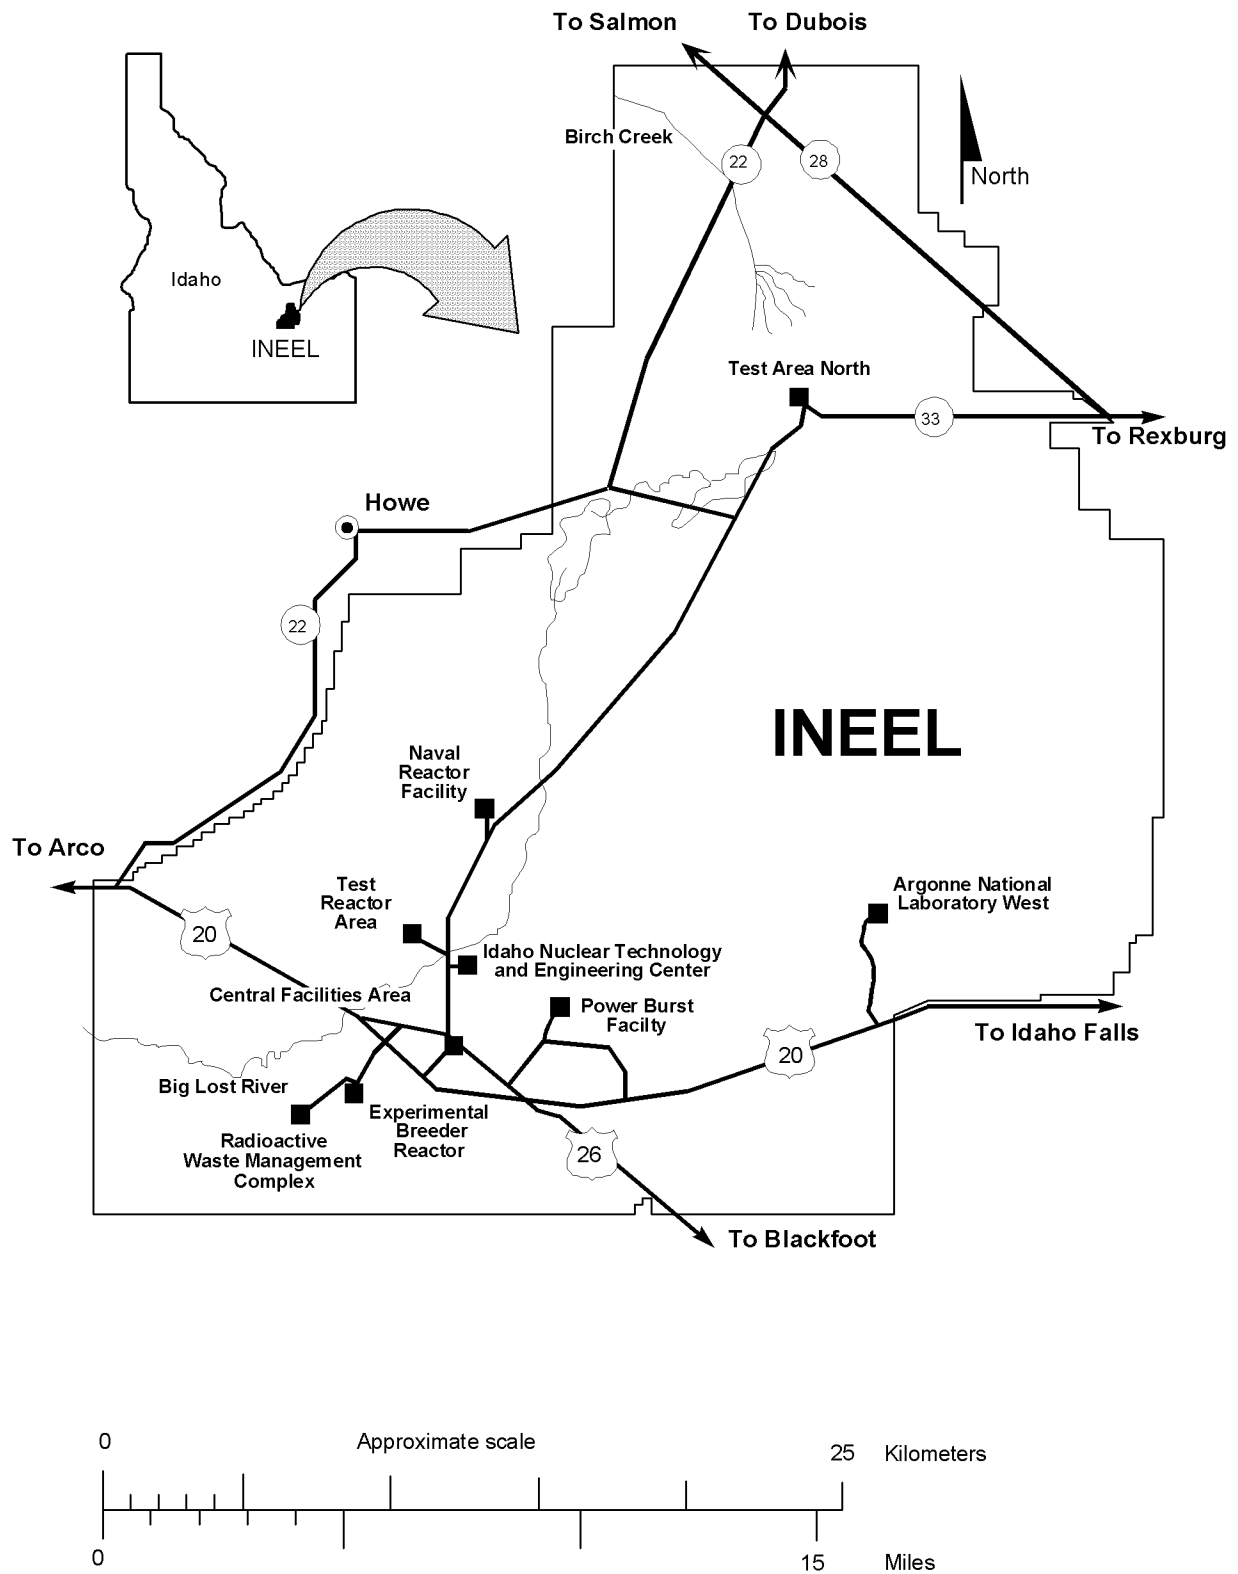 To Salmon
To Dubois
Birch Creek
22
28
North
Idaho
INEEL
Test Area North
33
To Rexburg
Howe
22
INEEL
Naval
Reactor
Facility
To Arco
Test
Reactor
Area
Argonne National
Laboratory West
20
Idaho Nuclear Technology
and Engineering Center
Central Facilities Area
Power Burst
Facilty
To Idaho Falls
20
Big Lost River
Experimental
Breeder
Reactor
Radioactive
Waste Management
Complex
26
To Blackfoot
0
Approximate scale
25
Kilometers
0
15
Miles